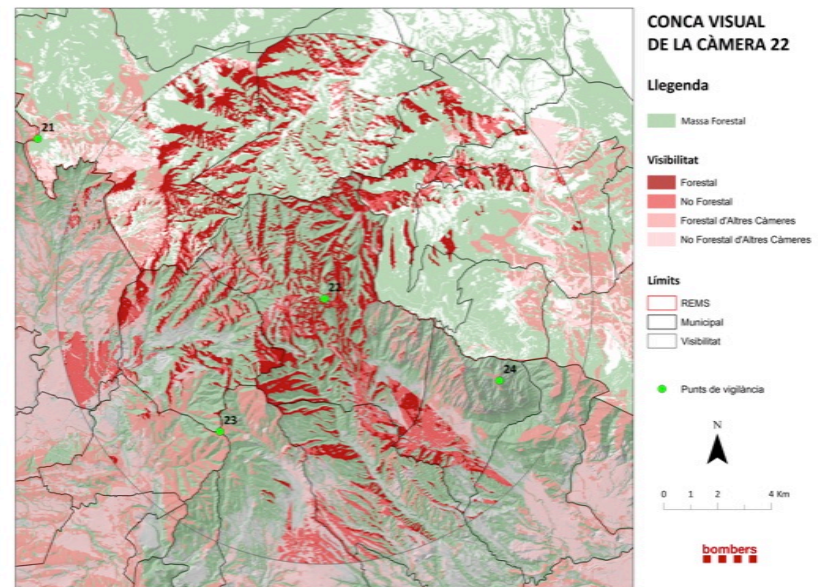 CONCA VISUAL
DE LA CÀMERA 22
Llegenda
Massa Forestal
Visibilitat
Forestal
No Forestal
Forestal d'Altres Càmeres
No Forestal d'Altres Càmeres
Límits
REMS
Municipal
Visibilitat
Punts de vigilància
N
0 1 2 4 Km
bombers
21
22
24
23